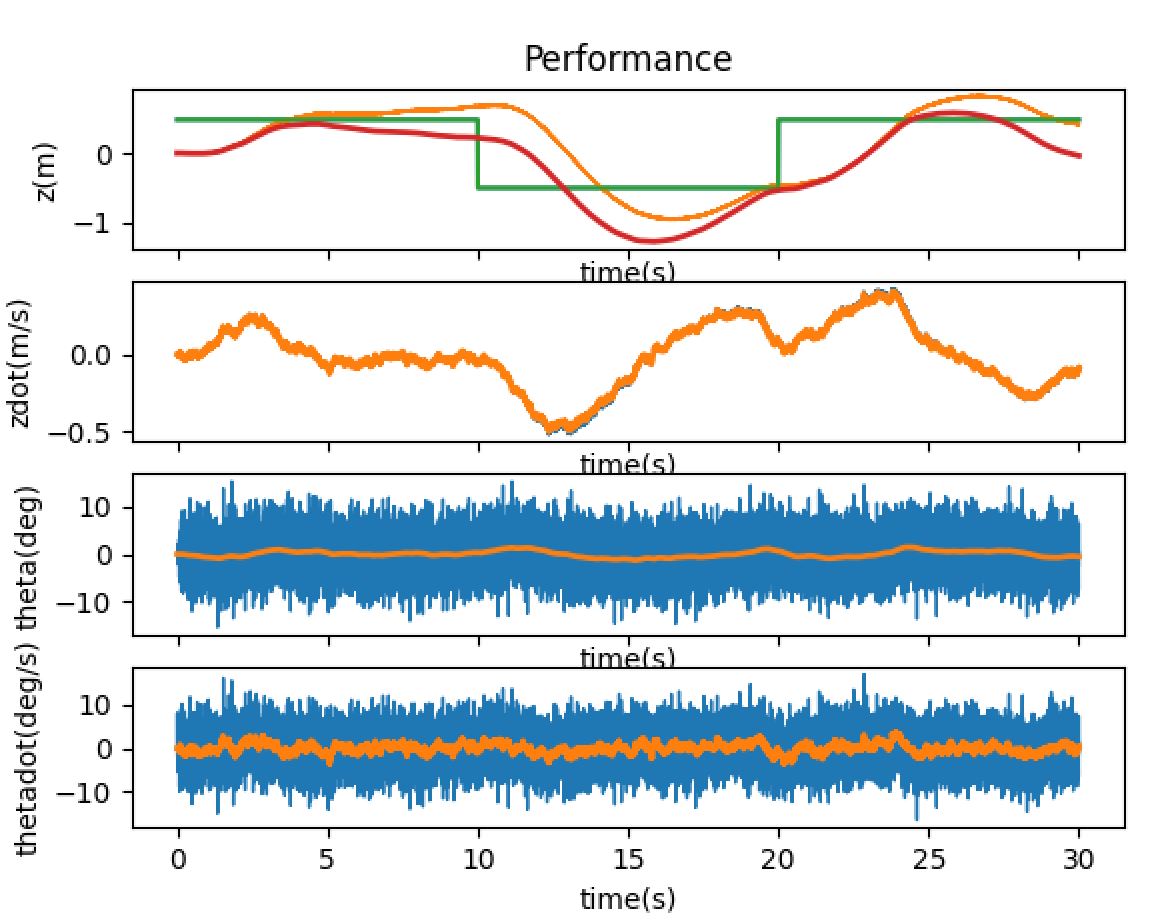 Performance
z(m)
0
−1
time(s)
zdot(m/s)
0.0
−0.5
time(s)
theta(deg)
10
0
−10
time(s)
thetadot(deg/s)
10
0
−10
0 5 10 15 20 25 30
time(s)